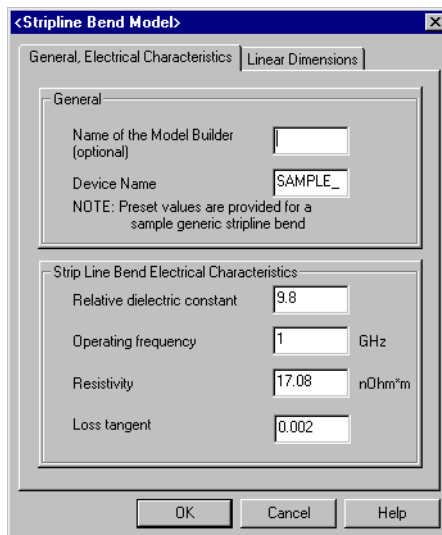 <Stripline Bend Model>
General, Electrical Characteristics
Linear Dimensions
General
Name of the Model Builder
(optional)
Device Name
SAMPLE_
NOTE: Preset values are provided for a
sample generic stripline bend
Strip Line Bend Electrical Characteristics
Relative dielectric constant
9.8
Operating frequency
1
GHz
Resistivity
17.08
nOhm*m
Loss tangent
0.002
OK
Cancel
Help